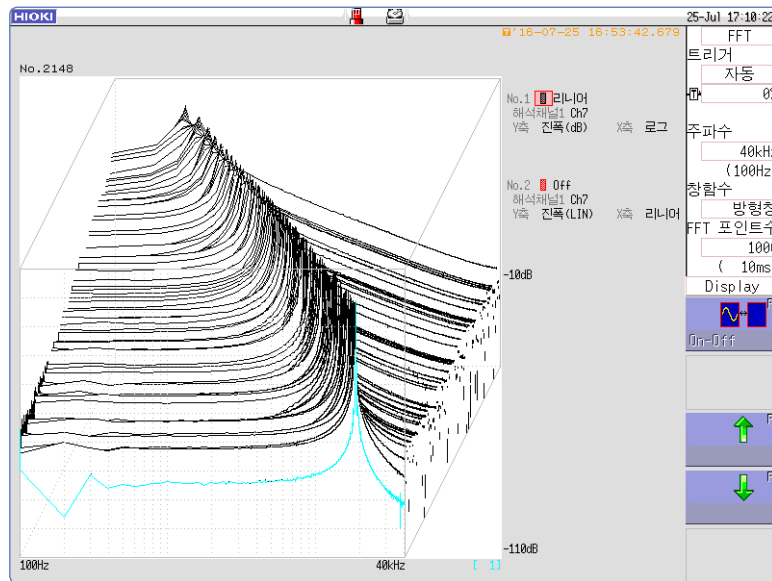 HIOKI
25-Jul 17:10:22
'16-07-25 16:53:42.679
No.2148
No.1 리니어
해석채널1 Ch7
Y축 진폭(dB) X축 로그
No.2 Off
해석채널1 Ch7
Y축 진폭(LIN) X축 리니어
-10dB
-110dB
100Hz
40kHz
[ 1]
FFT
트리거
자동
T
0%
주파수
40kHz
(100Hz
창함수
방형창
FFT 포인트수
100
( 10ms
Display
On-Off